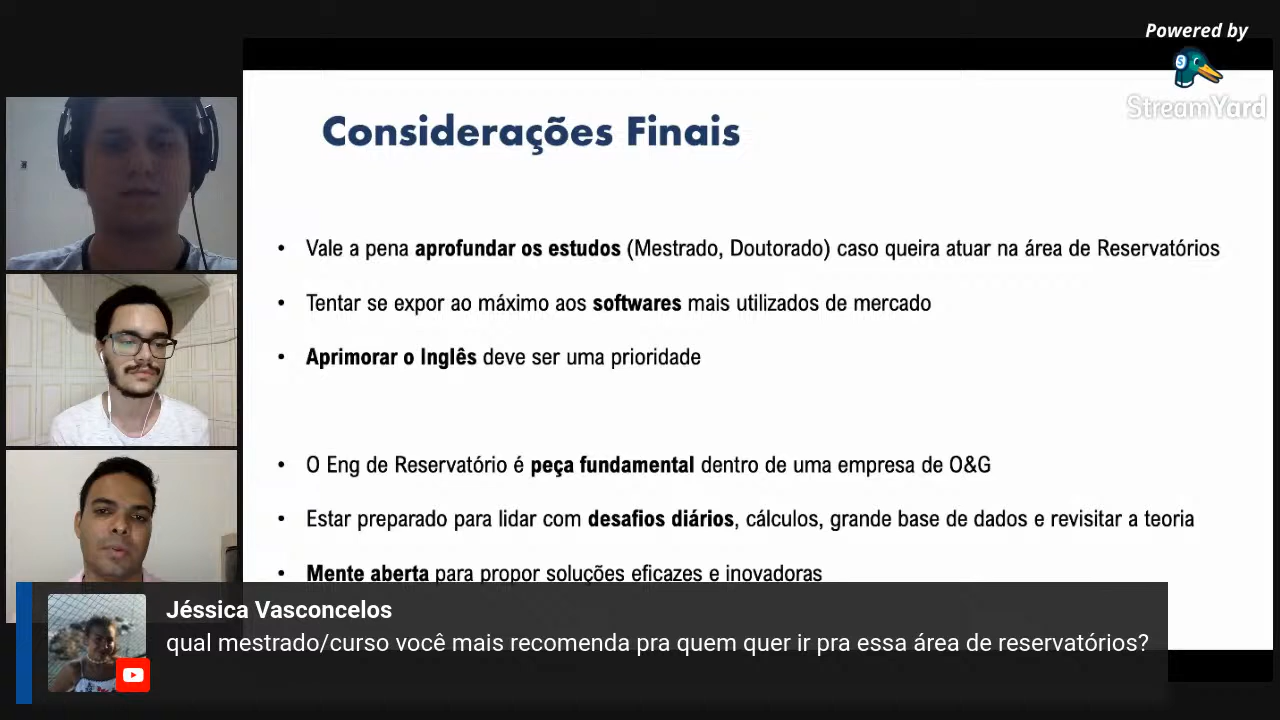 Powered by
StreamYard
Considerações Finais
• Vale a pena aprofundar os estudos (Mestrado, Doutorado) caso queira atuar na área de Reservatórios
• Tentar se expor ao máximo aos softwares mais utilizados de mercado
• Aprimorar o Inglês deve ser uma prioridade
• O Eng de Reservatório é peça fundamental dentro de uma empresa de O&G
• Estar preparado para lidar com desafios diários, cálculos, grande base de dados e revisitar a teoria
• Mente aberta para propor soluções eficazes e inovadoras
Jéssica Vasconcelos
qual mestrado/curso você mais recomenda pra quem quer ir pra essa área de reservatórios?